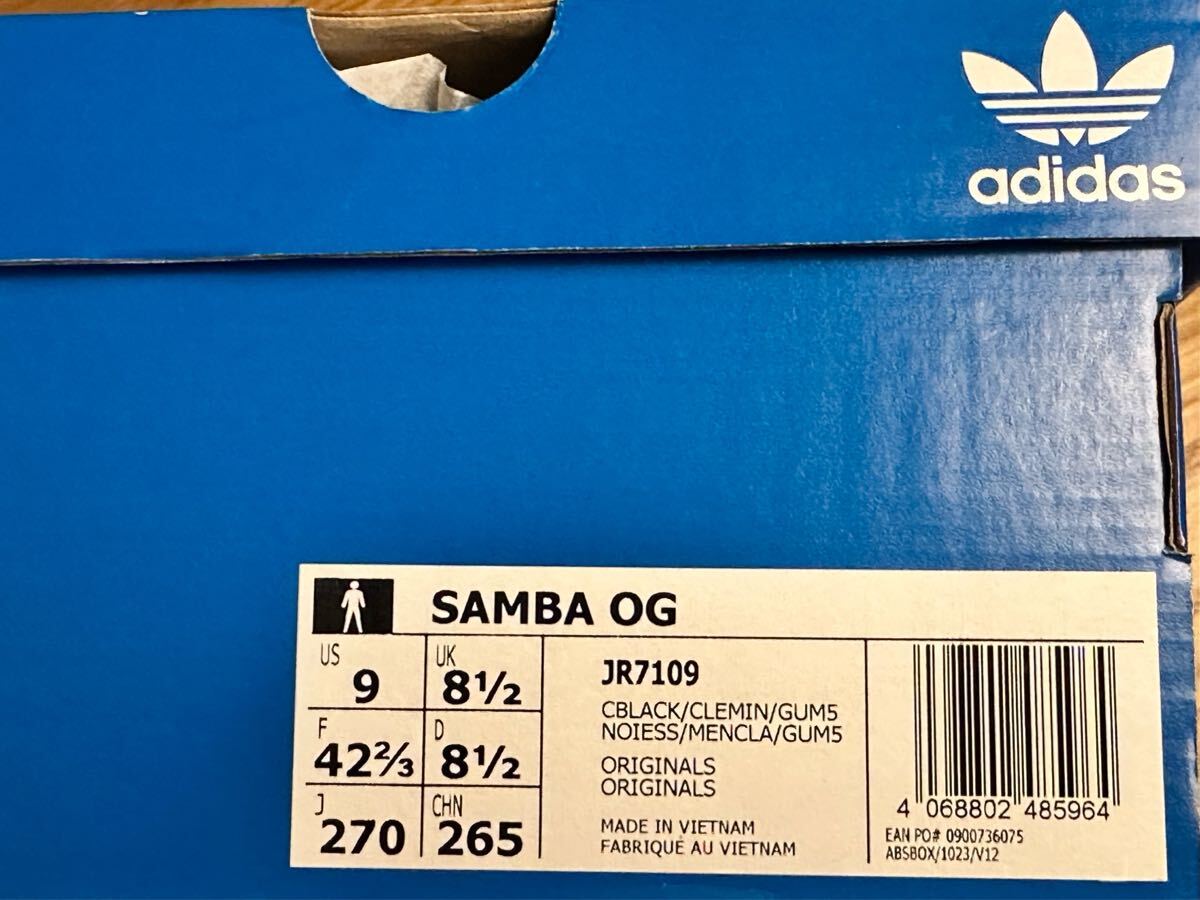 adidas
SAMBA OG
US
9
UK
8½
F
42⅔
D
8½
J
270
CHN
265
JR7109
CBLACK/CLEMIN/GUM5
NOIESS/MENCLA/GUM5
ORIGINALS
ORIGINALS
MADE IN VIETNAM
FABRIQUÉ AU VIETNAM
4 068802 485964
EAN PO# 0900736075
ABSBOX/1023/V12